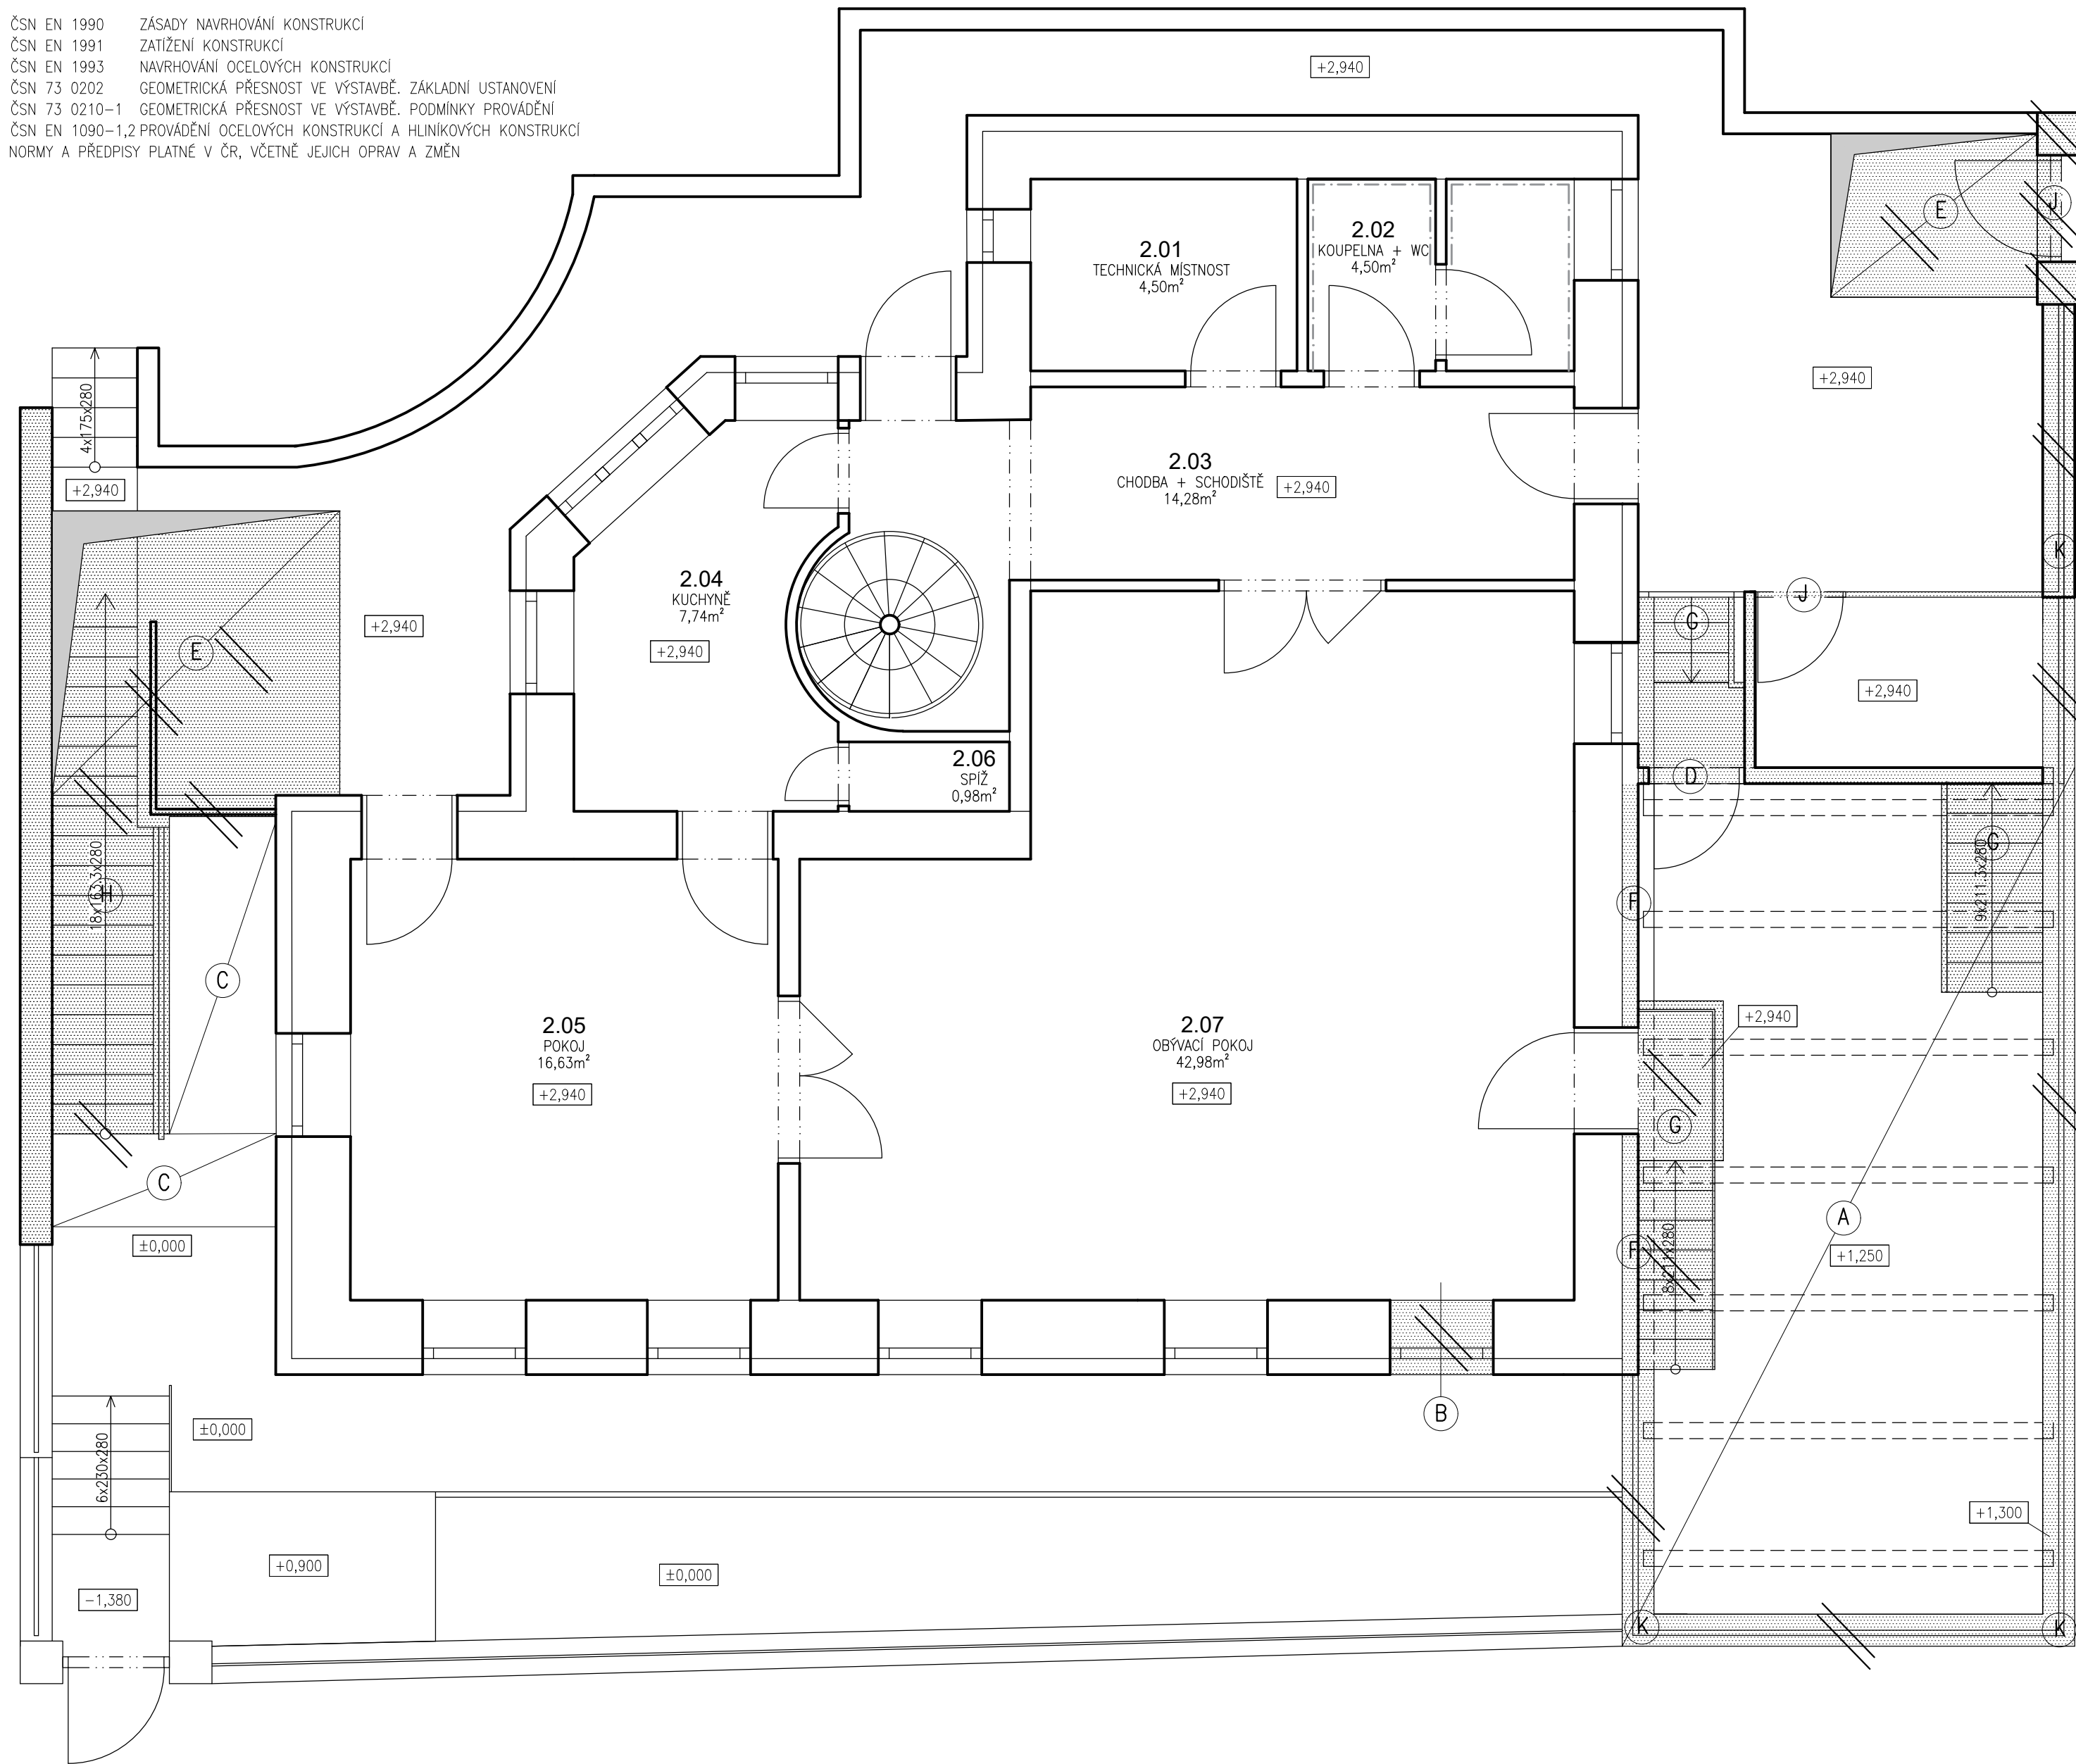 ČSN EN 1990 ZÁSADY NAVRHOVÁNÍ KONSTRUKCÍ
ČSN EN 1991 ZATÍŽENÍ KONSTRUKCÍ
ČSN EN 1993 NAVRHOVÁNÍ OCELOVÝCH KONSTRUKCÍ
ČSN 73 0202 GEOMETRICKÁ PŘESNOST VE VÝSTAVBĚ. ZÁKLADNÍ USTANOVENÍ
ČSN 73 0210-1 GEOMETRICKÁ PŘESNOST VE VÝSTAVBĚ. PODMÍNKY PROVÁDĚNÍ
ČSN EN 1090-1,2 PROVÁDĚNÍ OCELOVÝCH KONSTRUKCÍ A HLINÍKOVÝCH KONSTRUKCÍ
NORMY A PŘEDPISY PLATNÉ V ČR, VČETNĚ JEJICH OPRAV A ZMĚN
+2,940
E
J
2.01
TECHNICKÁ MÍSTNOST
4,50m²
2.02
KOUPELNA + WC
4,50m²
+2,940
4x175x280
+2,940
2.03
CHODBA + SCHODIŠTĚ
14,28m²
+2,940
K
2.04
KUCHYNĚ
7,74m²
+2,940
+2,940
E
J
G
+2,940
D
2.06
SPÍŽ
0,98m²
18x163.3x280
H
C
F
9x211.3x280
G
2.05
POKOJ
16,63m²
+2,940
2.07
OBÝVACÍ POKOJ
42,98m²
+2,940
+2,940
G
C
A
±0,000
F
8x211x280
+1,250
B
±0,000
6x230x280
+1,300
+0,900
±0,000
-1,380
K
K